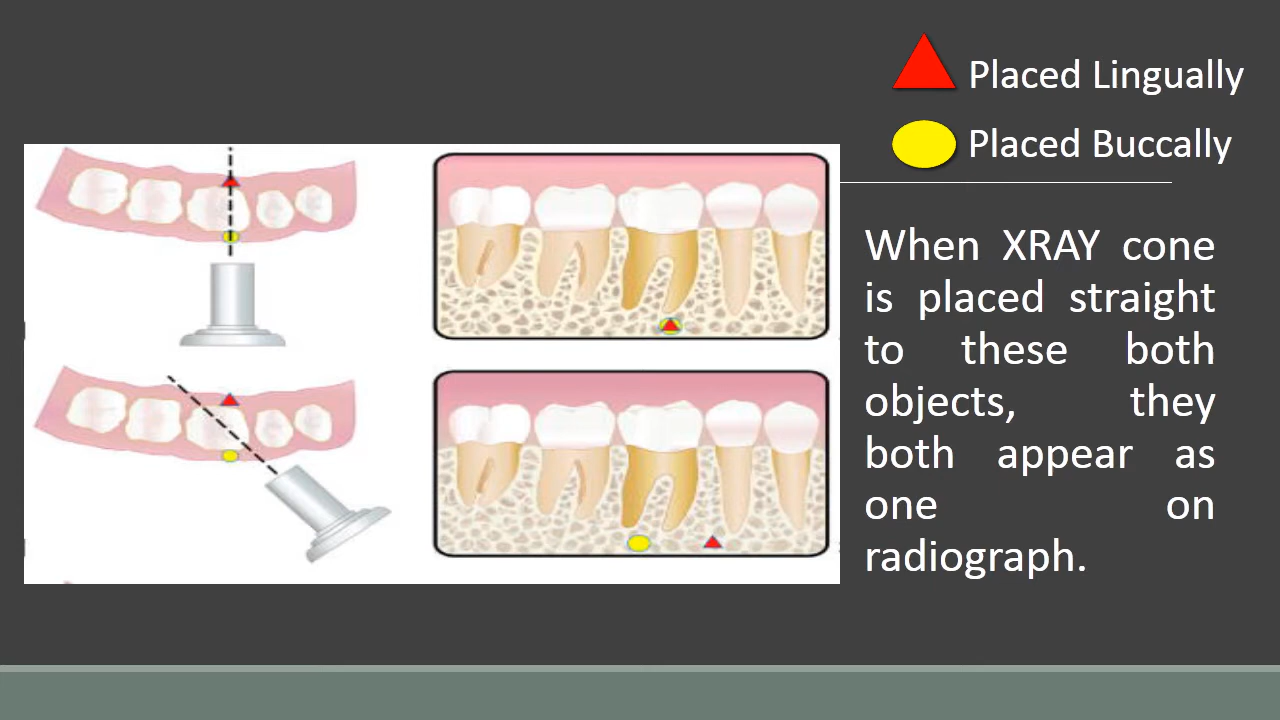 Placed Lingually
Placed Buccally
When XRAY cone
is placed straight
to these both
objects, they
both appear as
one on
radiograph.